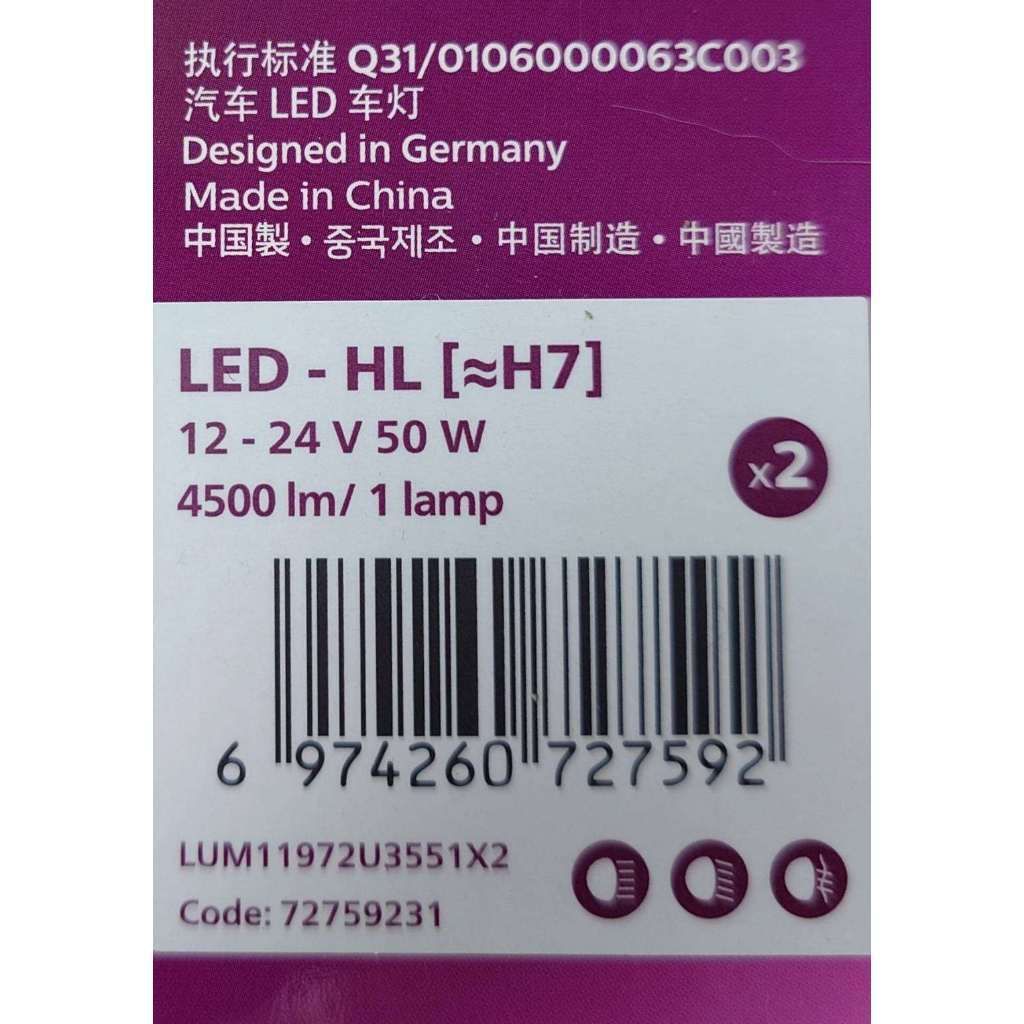 执行标准 Q31/0106000063C003
汽车 LED 车灯
Designed in Germany
Made in China
中国製 • 중국제조 • 中国制造 • 中國製造
LED - HL [≈H7]
12 - 24 V 50 W
4500 lm/ 1 lamp
x2
6 974260 727592
LUM11972U3551X2
Code: 72759231